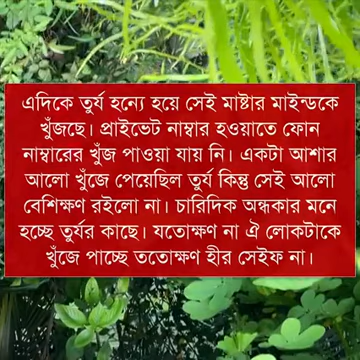 এদিকে তুর্য হন্যে হয়ে সেই মাষ্টার মাইন্ডকে
খুঁজছে। প্রাইভেট নাম্বার হওয়াতে ফোন
নাম্বারের খুঁজ পাওয়া যায় নি। একটা আশার
আলো খুঁজে পেয়েছিল তুর্য কিন্তু সেই আলো
বেশিক্ষণ রইলো না। চারিদিক অন্ধকার মনে
হচ্ছে তুর্যর কাছে। যতোক্ষণ না ঐ লোকটাকে
খুঁজে পাচ্ছে ততোক্ষণ হীর সেইফ না।